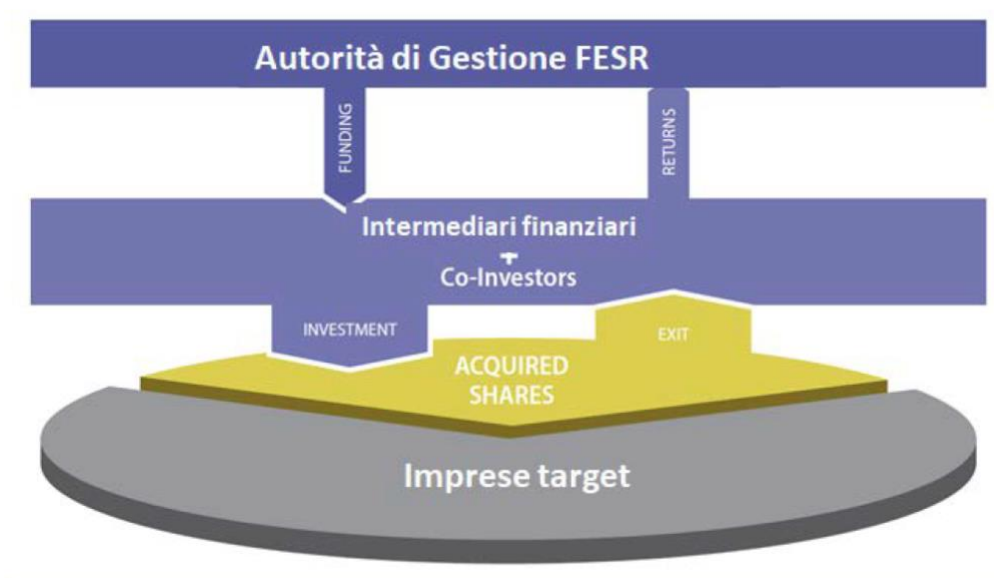 Autorità di Gestione FESR
FUNDING
RETURNS
Intermediari finanziari
+
Co-Investors
INVESTMENT
EXIT
ACQUIRED
SHARES
Imprese target